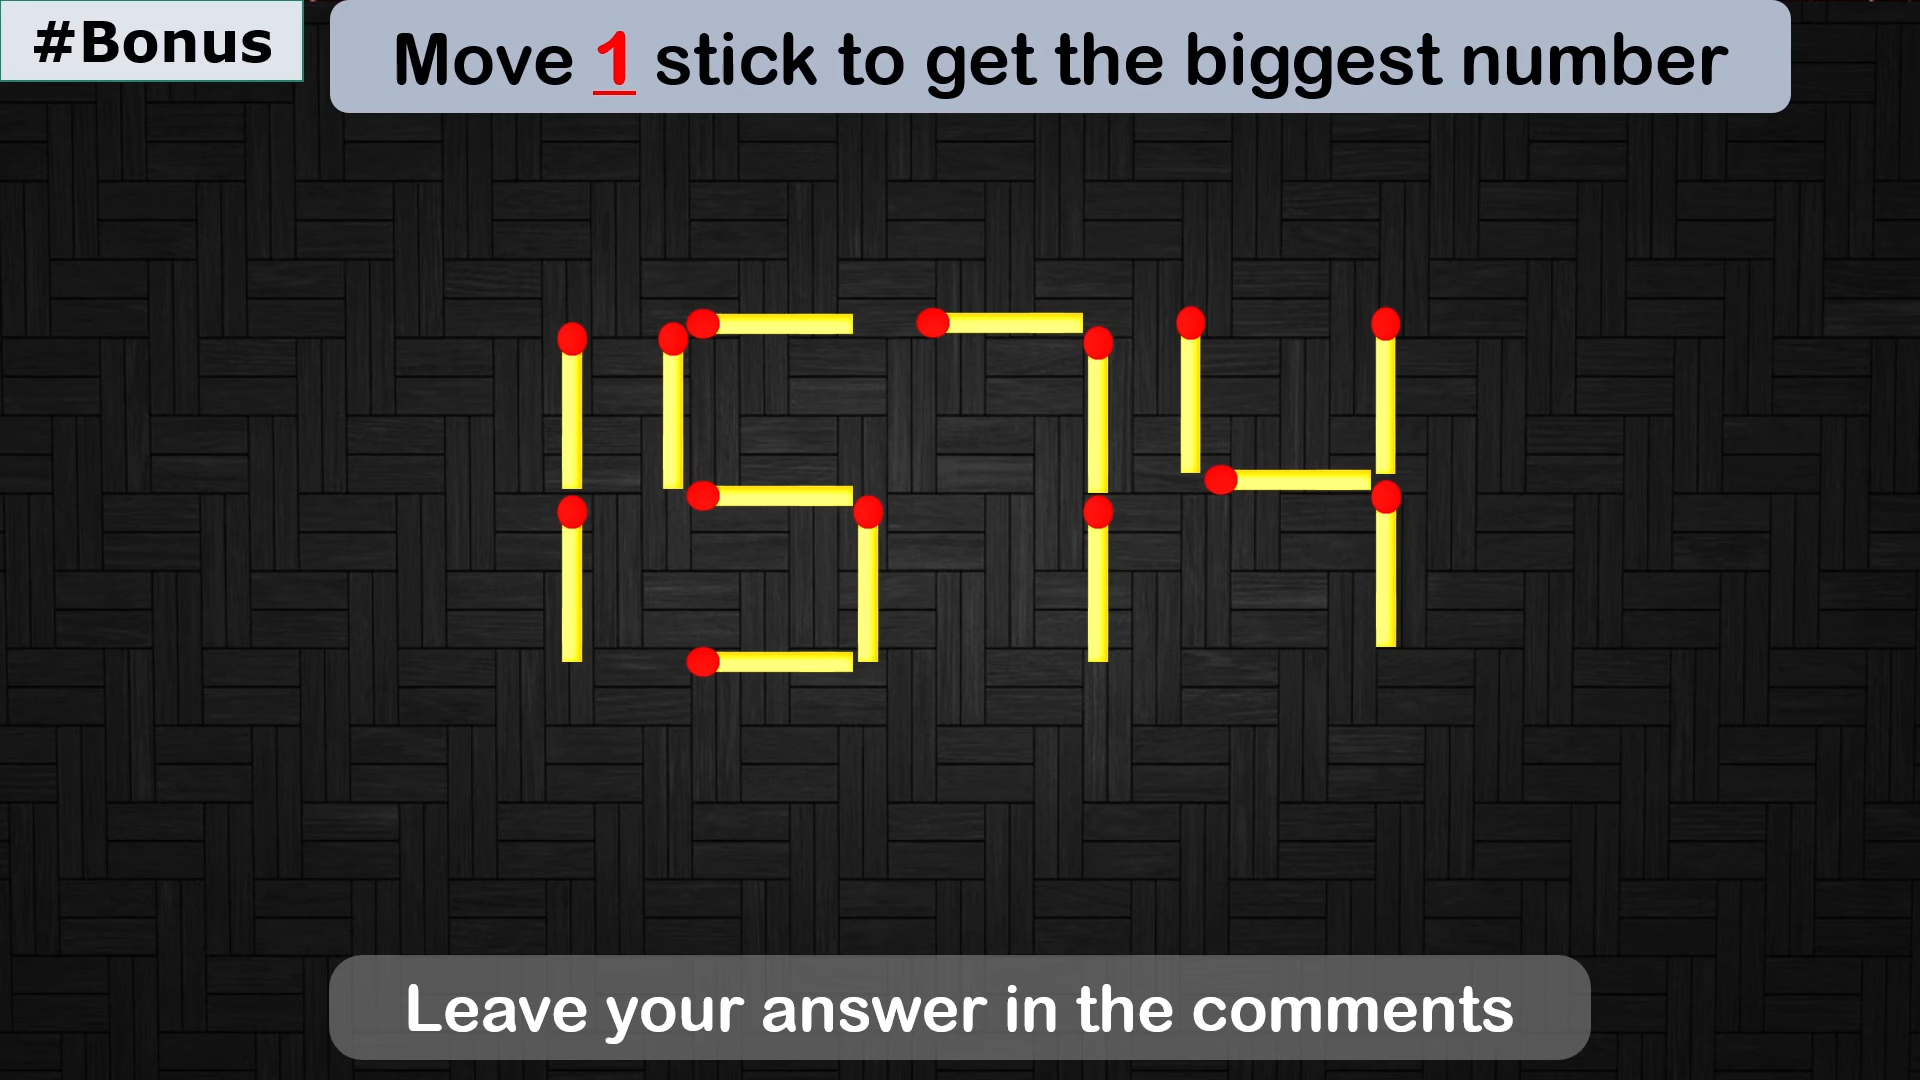 #Bonus
Move 1 stick to get the biggest number
1574
Leave your answer in the comments